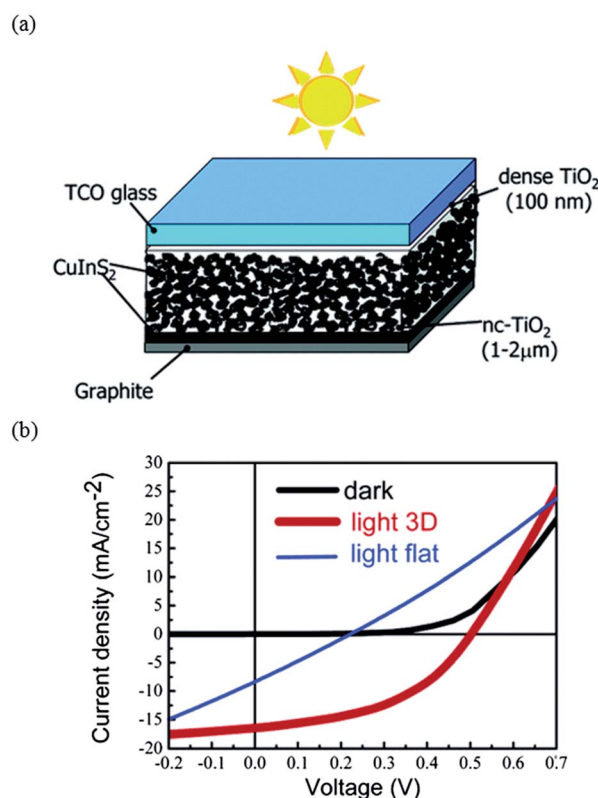 (a)
TCO glass
dense TiO₂
(100 nm)
CuInS₂
nc-TiO₂
(1-2μm)
Graphite
(b)
30
25
20
15
10
5
0
-5
-10
-15
-20
Current density (mA/cm⁻²)
dark
light 3D
light flat
-0.2 -0.1 0.0 0.1 0.2 0.3 0.4 0.5 0.6 0.7
Voltage (V)